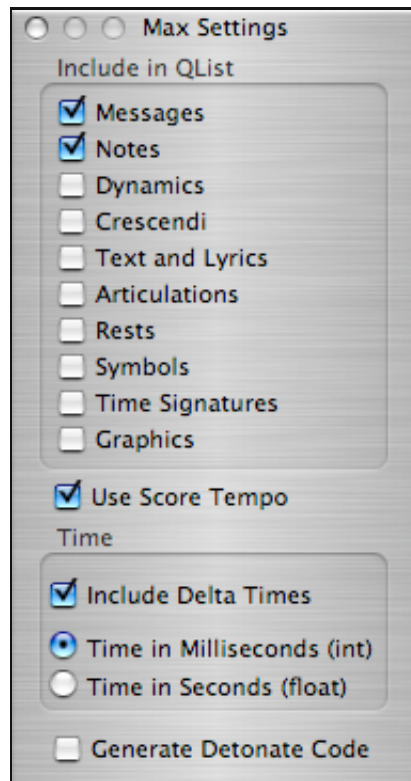 Max Settings
Include in QList
Messages
Notes
Dynamics
Crescendi
Text and Lyrics
Articulations
Rests
Symbols
Time Signatures
Graphics
Use Score Tempo
Time
Include Delta Times
Time in Milliseconds (int)
Time in Seconds (float)
Generate Detonate Code